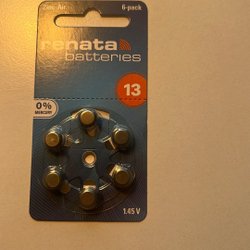 Zinc Air 6-pack
renata
batteries
13
0%
MERCURY
1.45 V